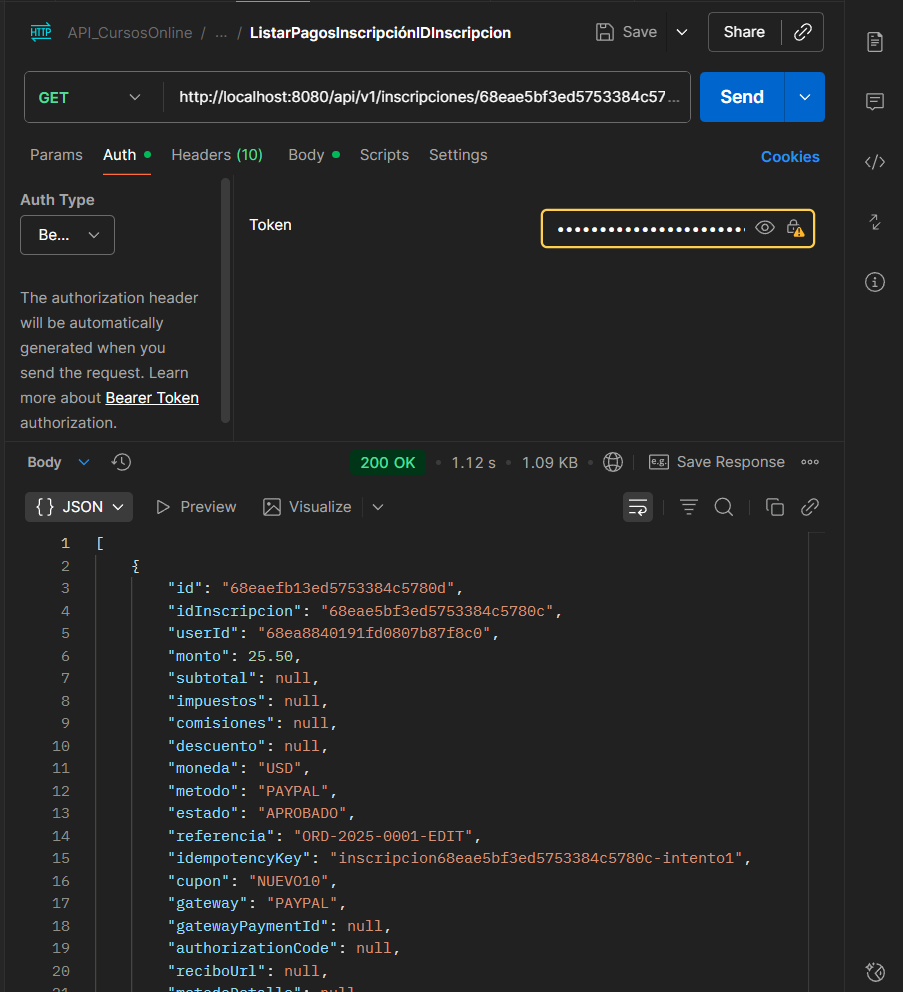 HTTP API_CursosOnline / ... / ListarPagosInscripciónIDInscripcion Save Share
GET http://localhost:8080/api/v1/inscripciones/68eae5bf3ed5753384c57... Send
Params Auth Headers (10) Body Scripts Settings Cookies
Auth Type
Be...
Token
The authorization header
will be automatically
generated when you
send the request. Learn
more about Bearer Token
authorization.
Body 200 OK • 1.12 s • 1.09 KB • e.g. Save Response
{} JSON Preview Visualize
1 [
2 {
3 "id": "68eaefb13ed5753384c5780d",
4 "idInscripcion": "68eae5bf3ed5753384c5780c",
5 "userId": "68ea8840191fd0807b87f8c0",
6 "monto": 25.50,
7 "subtotal": null,
8 "impuestos": null,
9 "comisiones": null,
10 "descuento": null,
11 "moneda": "USD",
12 "metodo": "PAYPAL",
13 "estado": "APROBADO",
14 "referencia": "ORD-2025-0001-EDIT",
15 "idempotencyKey": "inscripcion68eae5bf3ed5753384c5780c-intento1",
16 "cupon": "NUEVO10",
17 "gateway": "PAYPAL",
18 "gatewayPaymentId": null,
19 "authorizationCode": null,
20 "reciboUrl": null,